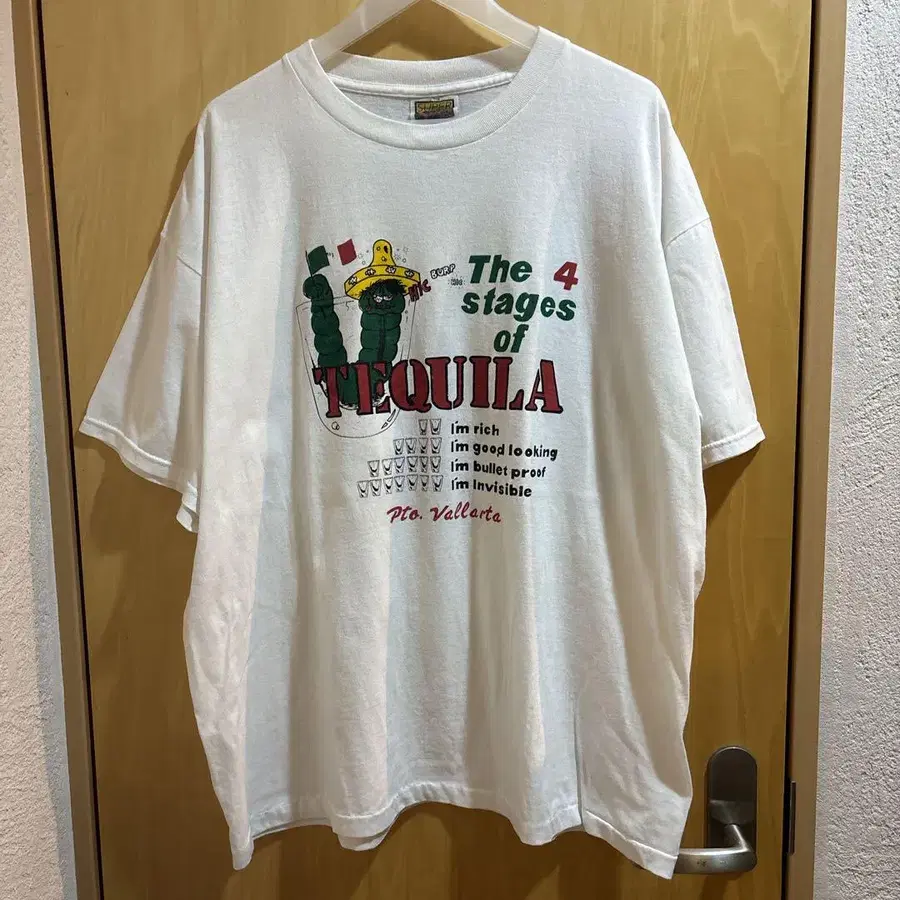 HIC
BURP
The 4
stages
of
TEQUILA
I'm rich
I'm good looking
I'm bullet proof
I'm Invisible
Pto. Vallarta